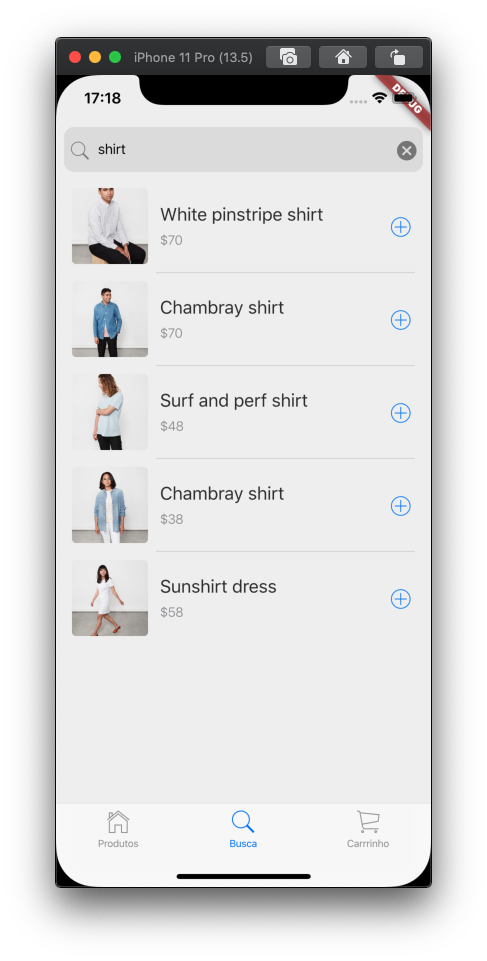 iPhone 11 Pro (13.5)
17:18
DEBUG
shirt
White pinstripe shirt
$70
Chambray shirt
$70
Surf and perf shirt
$48
Chambray shirt
$38
Sunshirt dress
$58
Produtos
Busca
Carrrinho